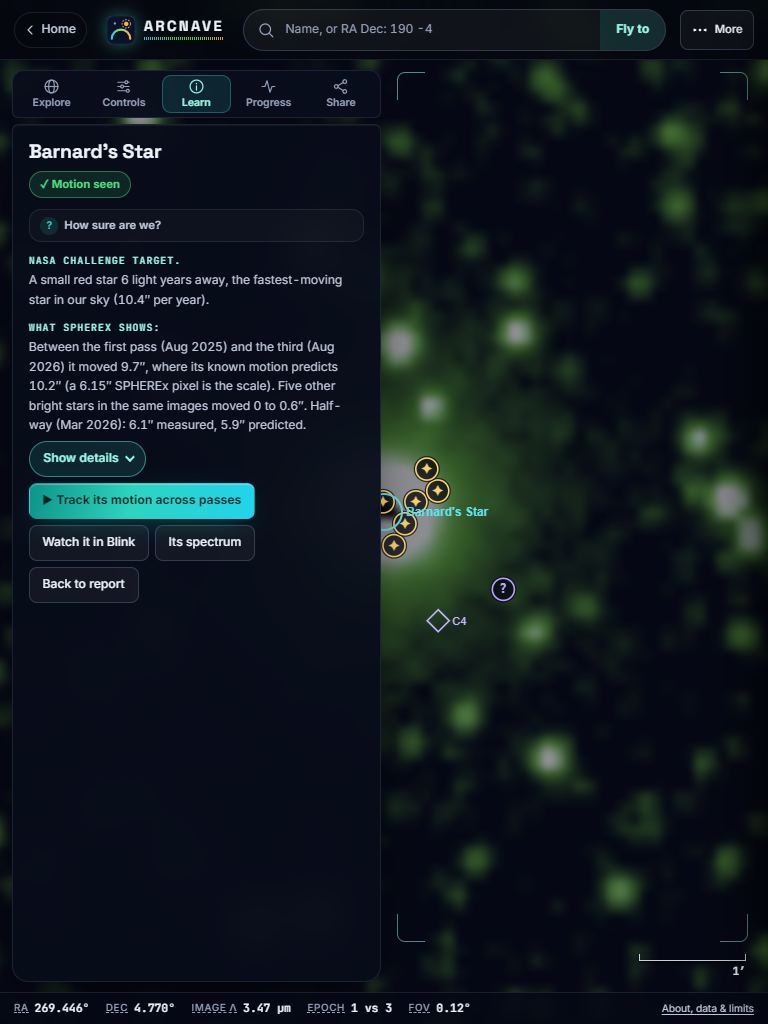 Home
ARCNAVE
Name, or RA Dec: 190 -4
Fly to
More
Explore
Controls
Learn
Progress
Share
Barnard's Star
✓ Motion seen
? How sure are we?
NASA CHALLENGE TARGET.
A small red star 6 light years away, the fastest-moving
star in our sky (10.4″ per year).
WHAT SPHEREX SHOWS:
Between the first pass (Aug 2025) and the third (Aug
2026) it moved 9.7″, where its known motion predicts
10.2″ (a 6.15″ SPHEREx pixel is the scale). Five other
bright stars in the same images moved 0 to 0.6″. Half-
way (Mar 2026): 6.1″ measured, 5.9″ predicted.
Show details
▶ Track its motion across passes
Watch it in Blink
Its spectrum
Back to report
Barnard's Star
?
C4
1′
RA 269.446° DEC 4.770° IMAGE Λ 3.47 µm EPOCH 1 vs 3 FOV 0.12°
About, data & limits